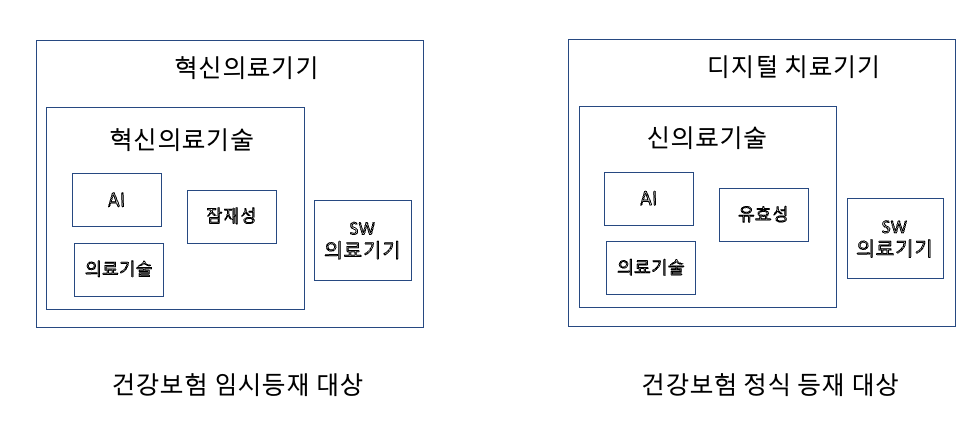 혁신의료기기
혁신의료기술
AI
잠재성
의료기술
SW
의료기기
건강보험 임시등재 대상
디지털 치료기기
신의료기술
AI
유효성
의료기술
SW
의료기기
건강보험 정식 등재 대상